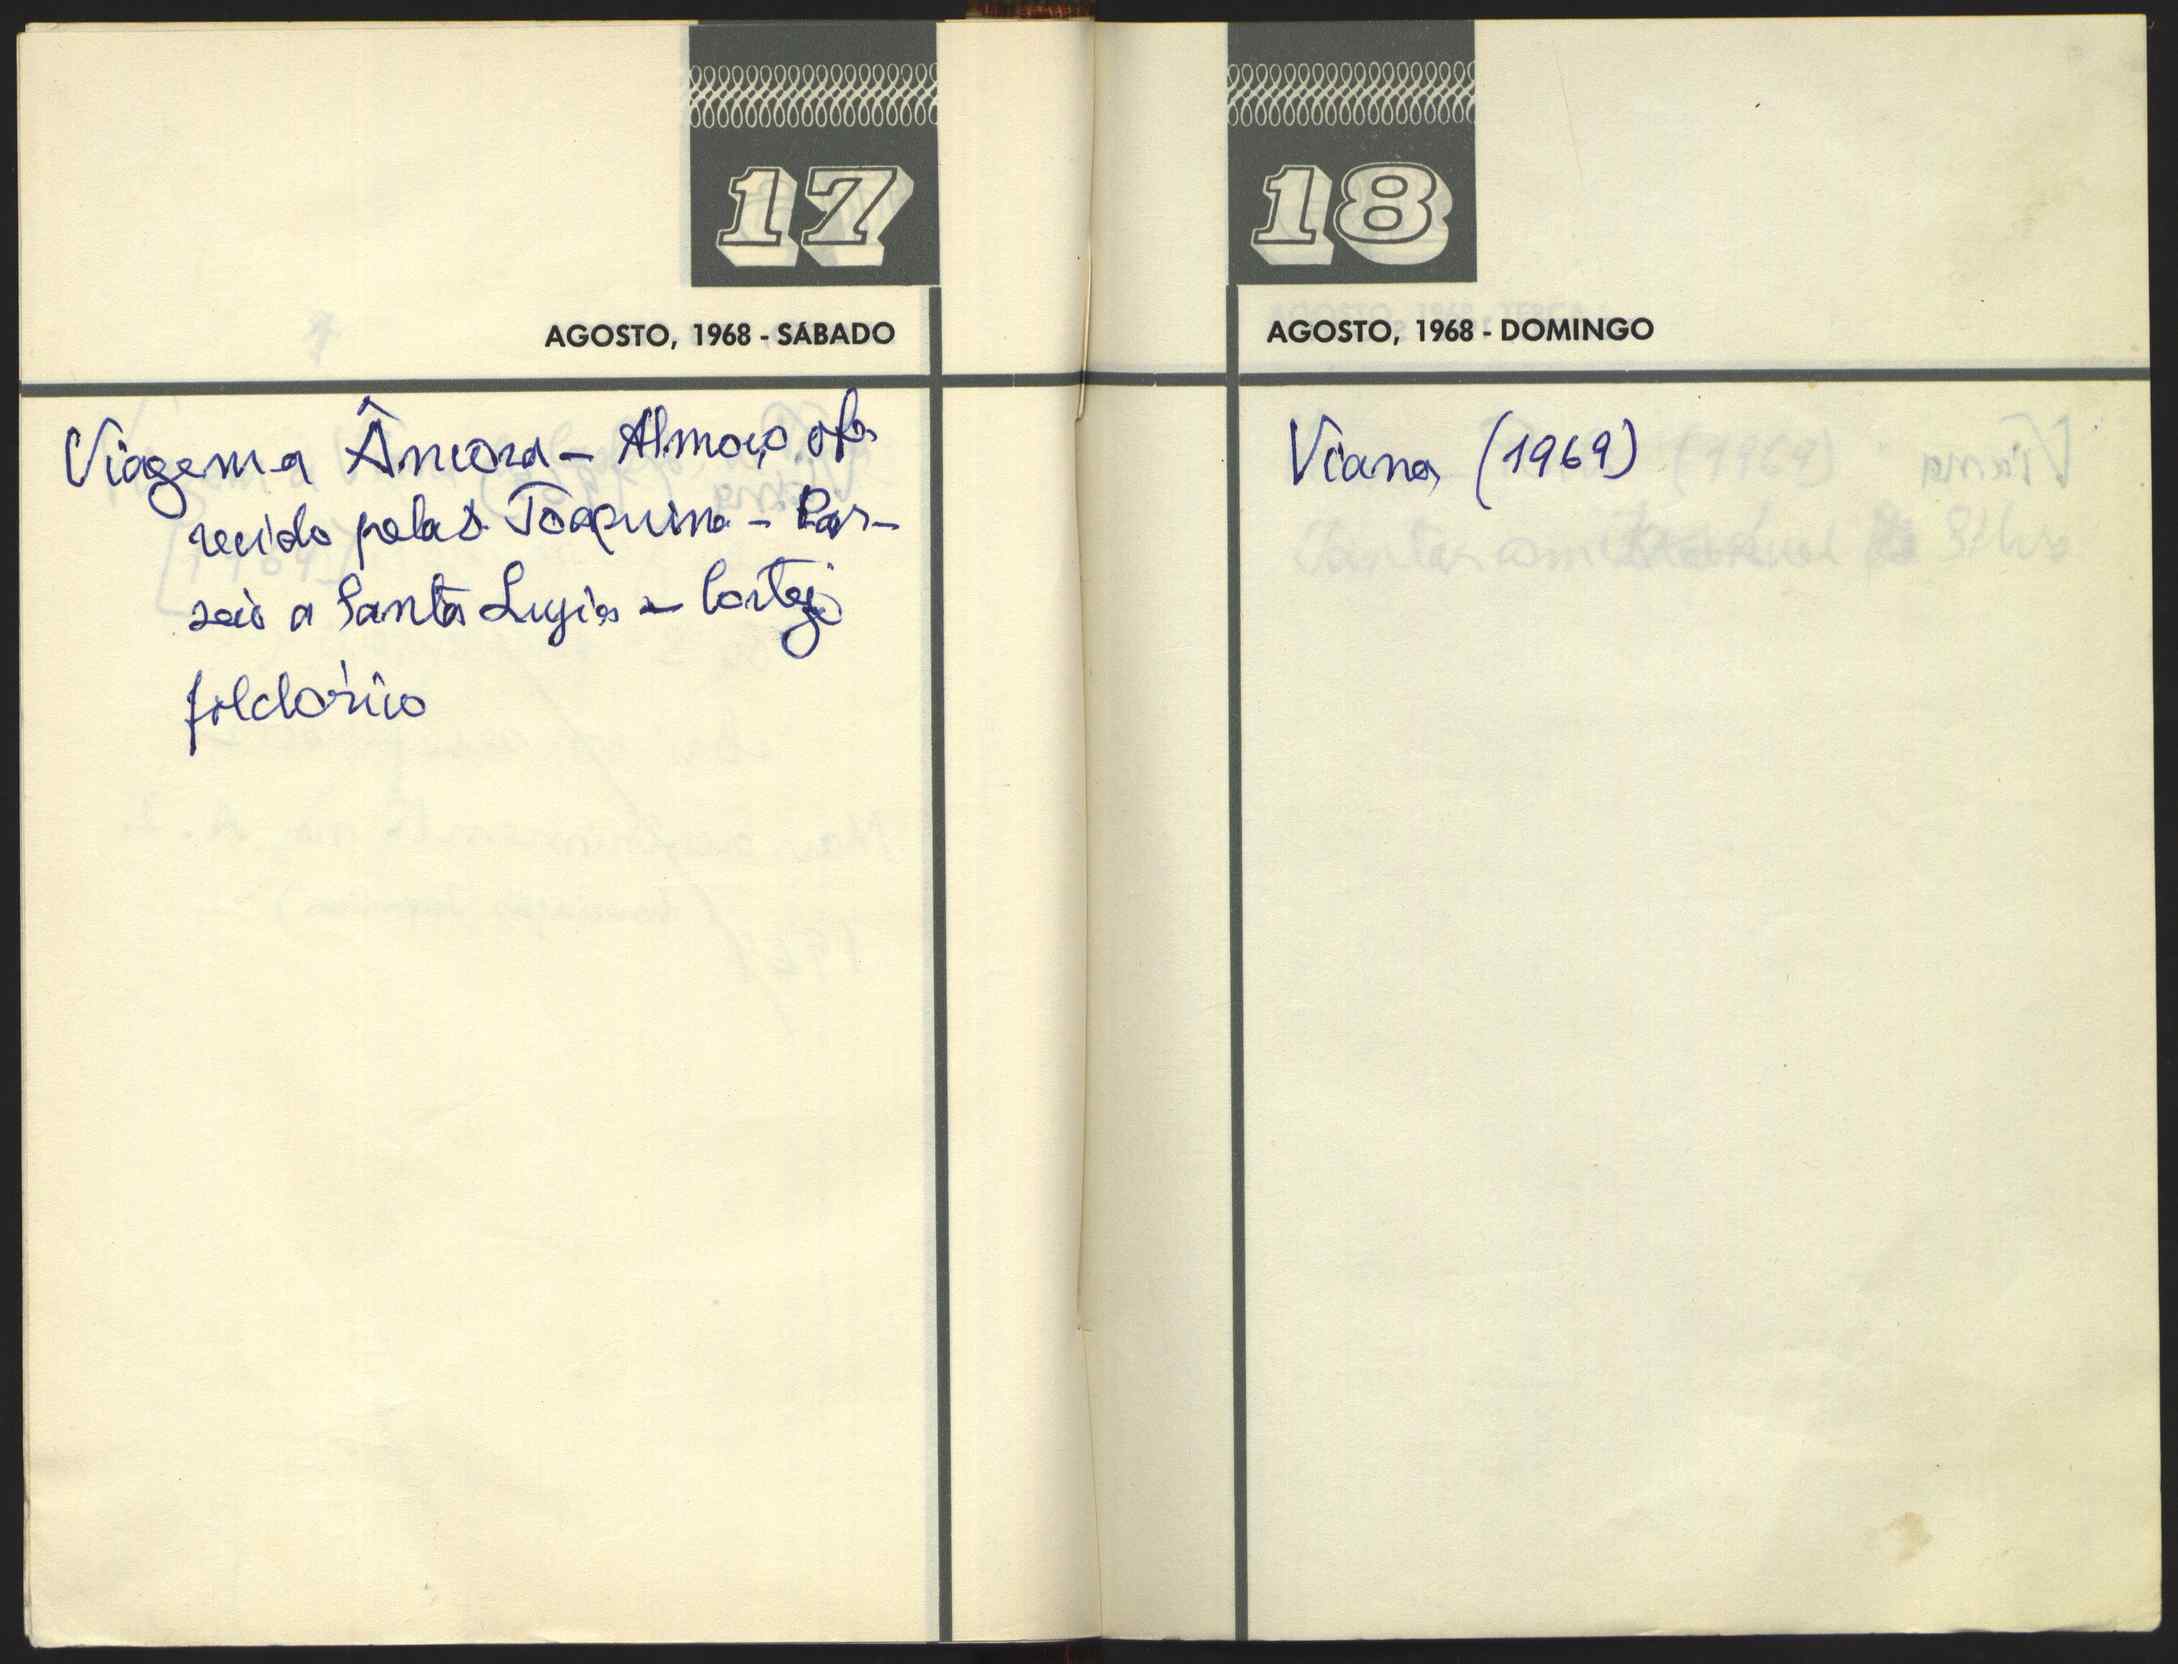 17
AGOSTO, 1968 - SÁBADO
Viagem a Âncora - Almoço ofe
recido pelas Joaquina - Pas-
seio a Santa Luzia - Cortejo
folclórico
18
AGOSTO, 1968 - DOMINGO
Viana (1969)